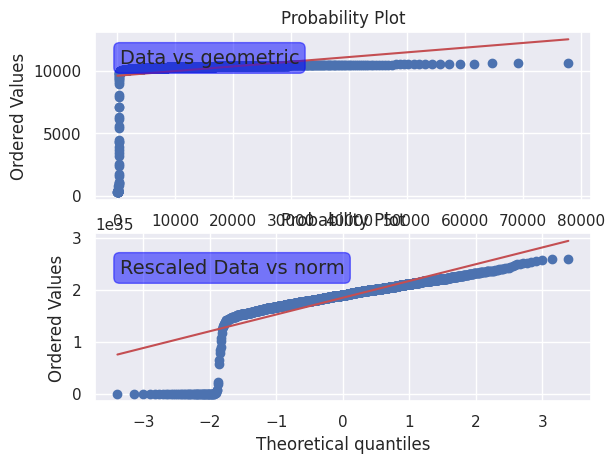 Probability Plot
Data vs geometric
Ordered Values
10000
5000
0
0 10000 20000 30000 40000 50000 60000 70000 80000
1e35
Probability Plot
Rescaled Data vs norm
Ordered Values
3
2
1
0
−3 −2 −1 0 1 2 3
Theoretical quantiles